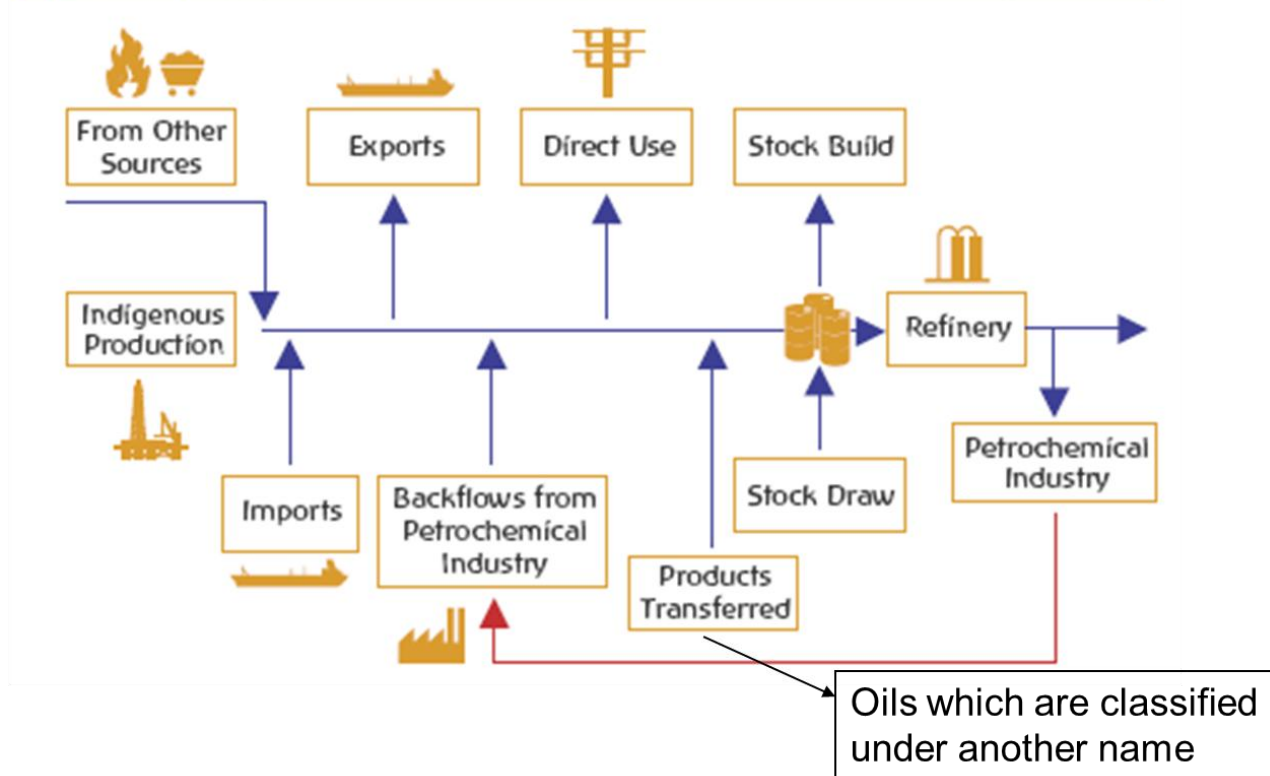 From Other
Sources
Exports
Direct Use
Stock Build
Indigenous
Production
Refinery
Imports
Backflows from
Petrochemical
Industry
Products
Transferred
Stock Draw
Petrochemical
Industry
Oils which are classified
under another name